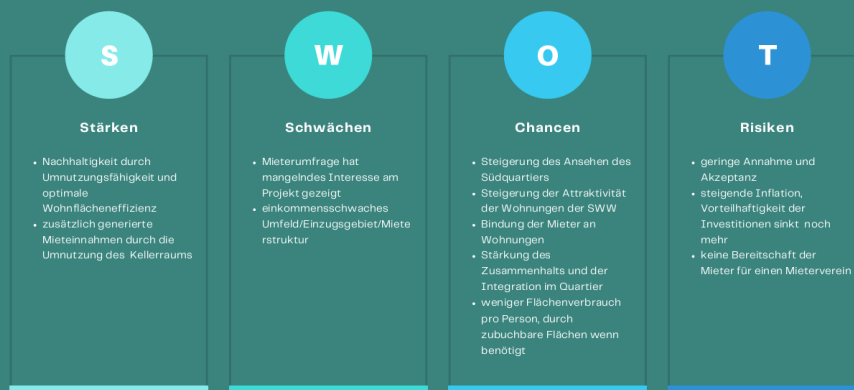 S
Stärken
• Nachhaltigkeit durch
Umnutzungsfähigkeit und
optimale
Wohnflächeneffizienz
• zusätzlich generierte
Mieteinnahmen durch die
Umnutzung des Kellerraums
W
Schwächen
• Mieterumfrage hat
mangelndes Interesse am
Projekt gezeigt
• einkommensschwaches
Umfeld/Einzugsgebiet/Miete
rstruktur
O
Chancen
• Steigerung des Ansehen des
Südquartiers
• Steigerung der Attraktivität
der Wohnungen der SWW
• Bindung der Mieter an
Wohnungen
• Stärkung des
Zusammenhalts und der
Integration im Quartier
• weniger Flächenverbrauch
pro Person, durch
zubuchbare Flächen wenn
benötigt
T
Risiken
• geringe Annahme und
Akzeptanz
• steigende Inflation,
Vorteilhaftigkeit der
Investitionen sinkt noch
mehr
• keine Bereitschaft der
Mieter für einen Mieterverein